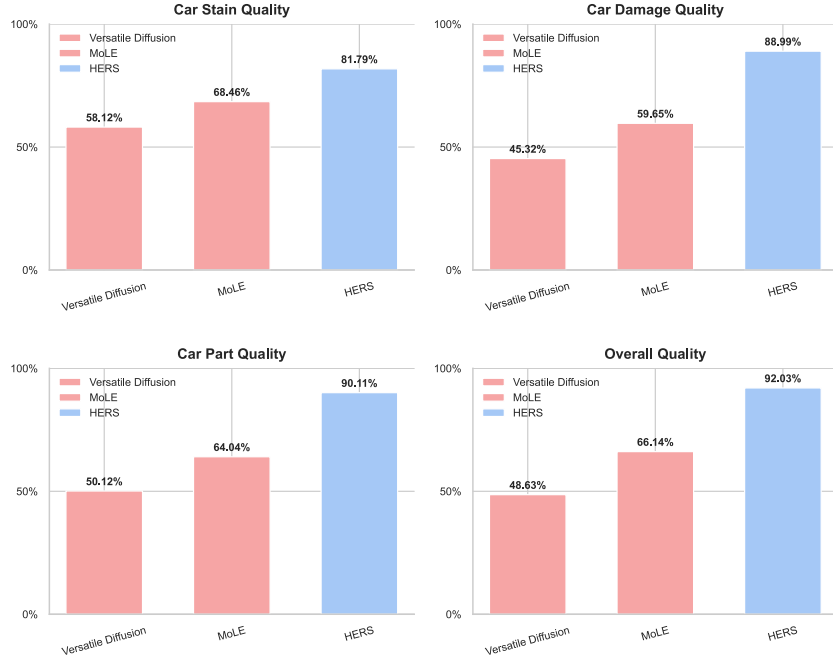 Car Stain Quality
100%
50%
0%
Versatile Diffusion
MoLE
HERS
58.12%
68.46%
81.79%
Versatile Diffusion
MoLE
HERS
Car Damage Quality
100%
50%
0%
Versatile Diffusion
MoLE
HERS
45.32%
59.65%
88.99%
Versatile Diffusion
MoLE
HERS
Car Part Quality
100%
50%
0%
Versatile Diffusion
MoLE
HERS
50.12%
64.04%
90.11%
Versatile Diffusion
MoLE
HERS
Overall Quality
100%
50%
0%
Versatile Diffusion
MoLE
HERS
48.63%
66.14%
92.03%
Versatile Diffusion
MoLE
HERS